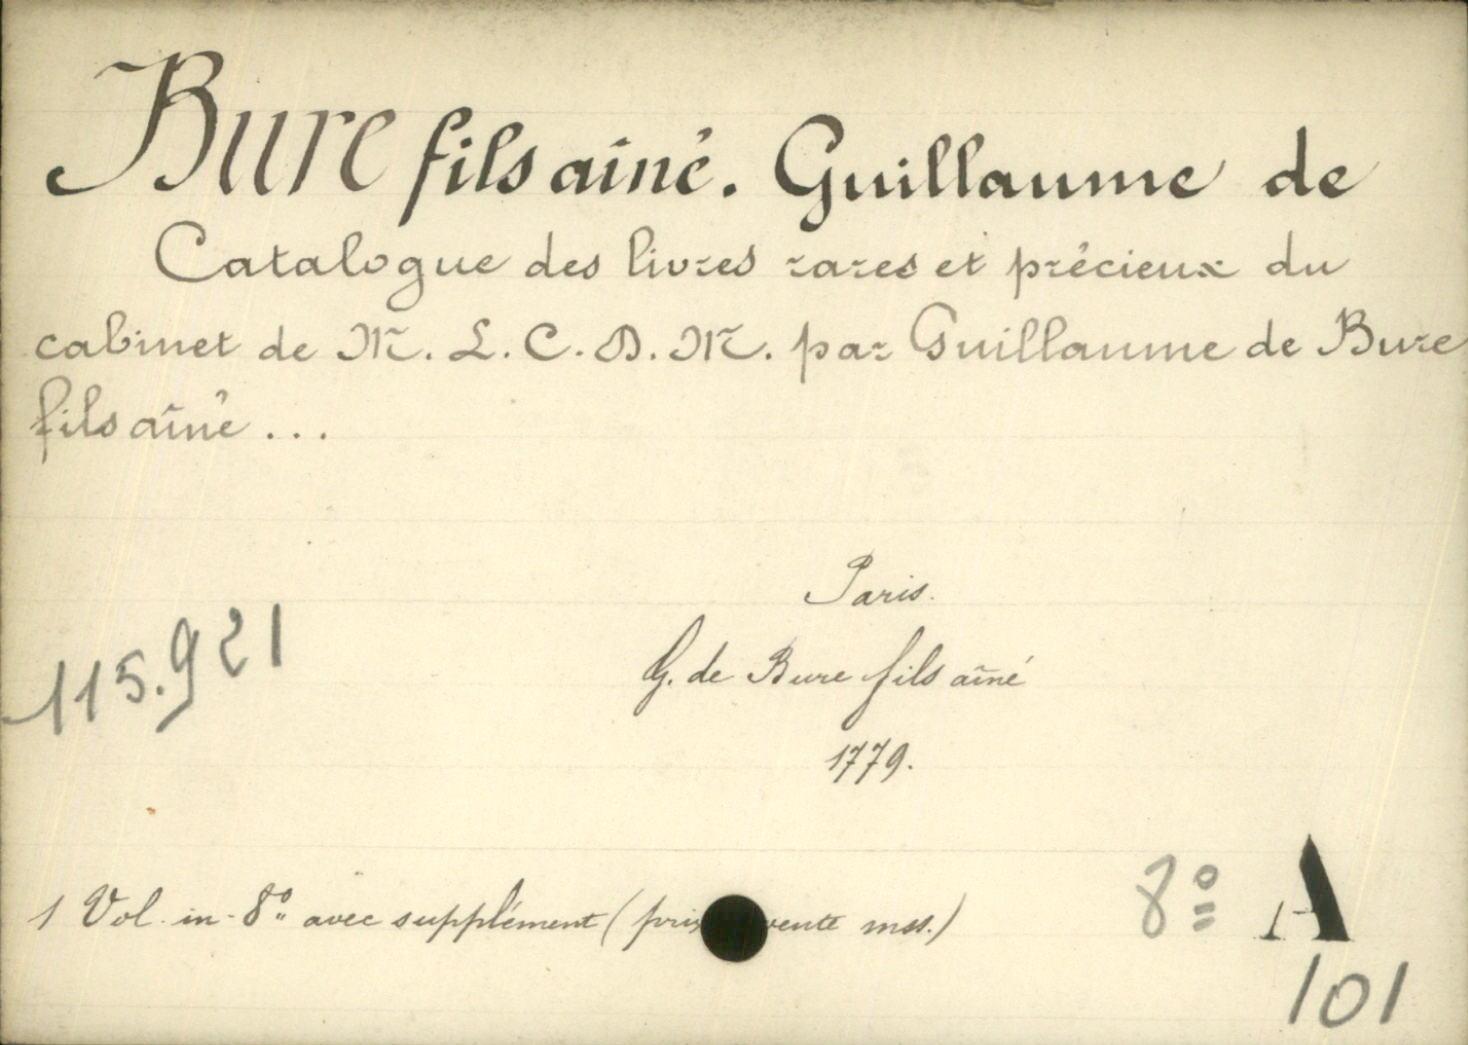 Bure fils aîné. Guillaume de
Catalogue des livres rares et précieux du
cabinet de M. L. C. D. M. par Guillaume de Bure
fils aîné ...
Paris.
G. de Bure fils aîné
1779.
115.921
1 Vol. in-8° avec supplément (prix vente mss.)
8° A
101